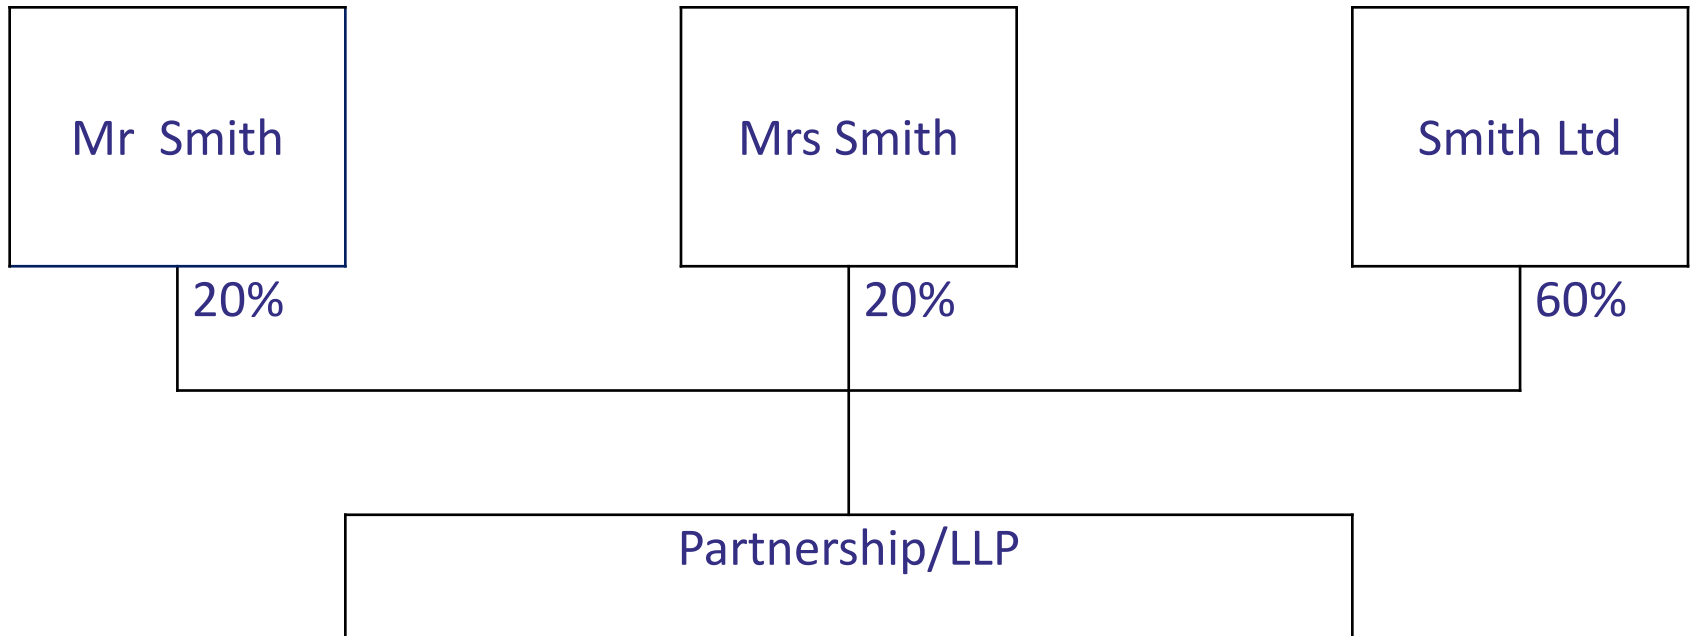 Mr Smith
Mrs Smith
Smith Ltd
20%
20%
60%
Partnership/LLP